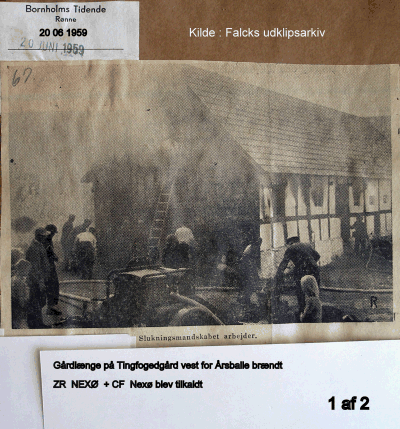 Bornholms Tidende
Rønne
20 06 1959
20 JUNI 1959
Kilde : Falcks udklipsarkiv
67.
R
Slukningsmandskabet arbejder.
Gårdlænge på Tingfogedgård vest for Årsballe brændt
ZR NEXØ + CF Nexø blev tilkaldt
1 af 2